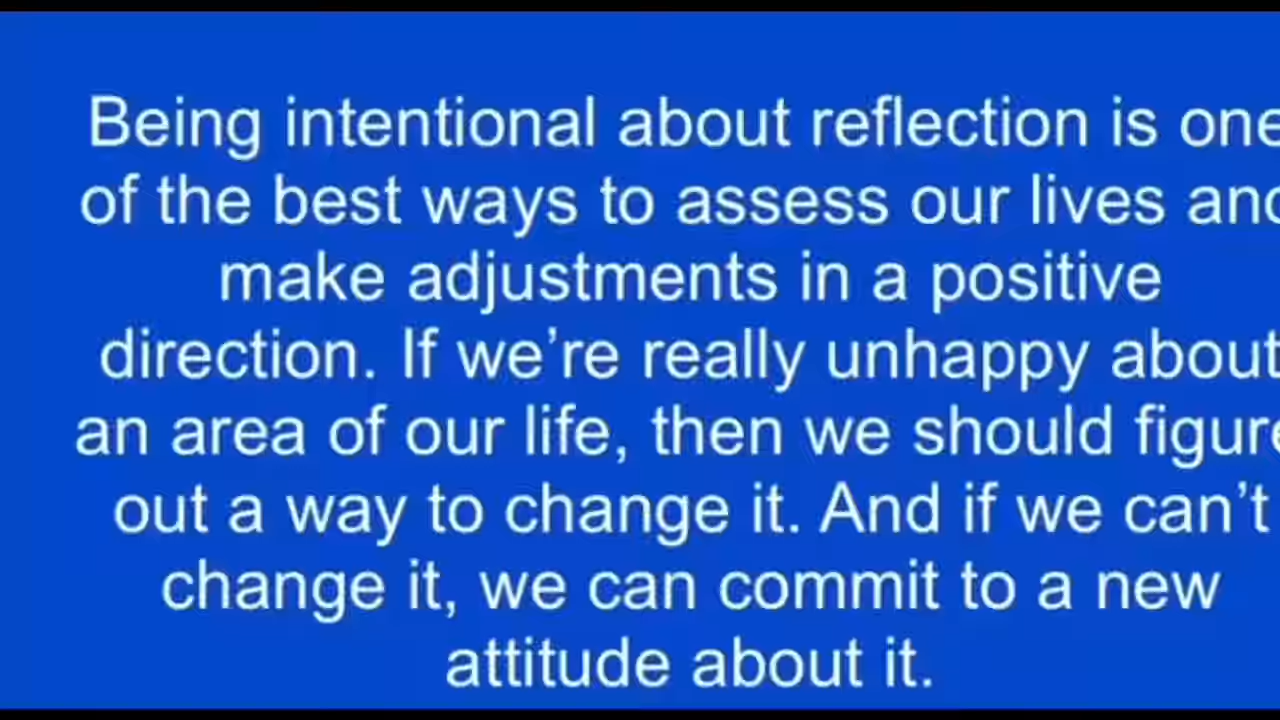 Being intentional about reflection is one
of the best ways to assess our lives and
make adjustments in a positive
direction. If we’re really unhappy about
an area of our life, then we should figure
out a way to change it. And if we can’t
change it, we can commit to a new
attitude about it.